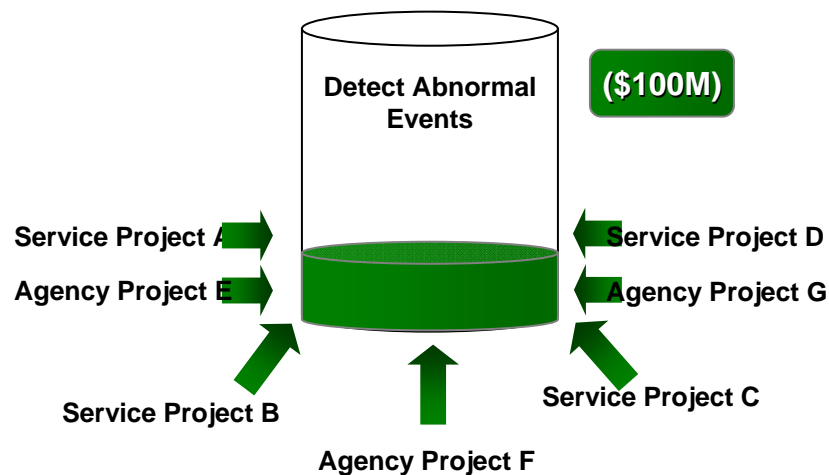 Detect Abnormal
Events
($100M)
Service Project A
Service Project D
Agency Project E
Agency Project G
Service Project B
Service Project C
Agency Project F